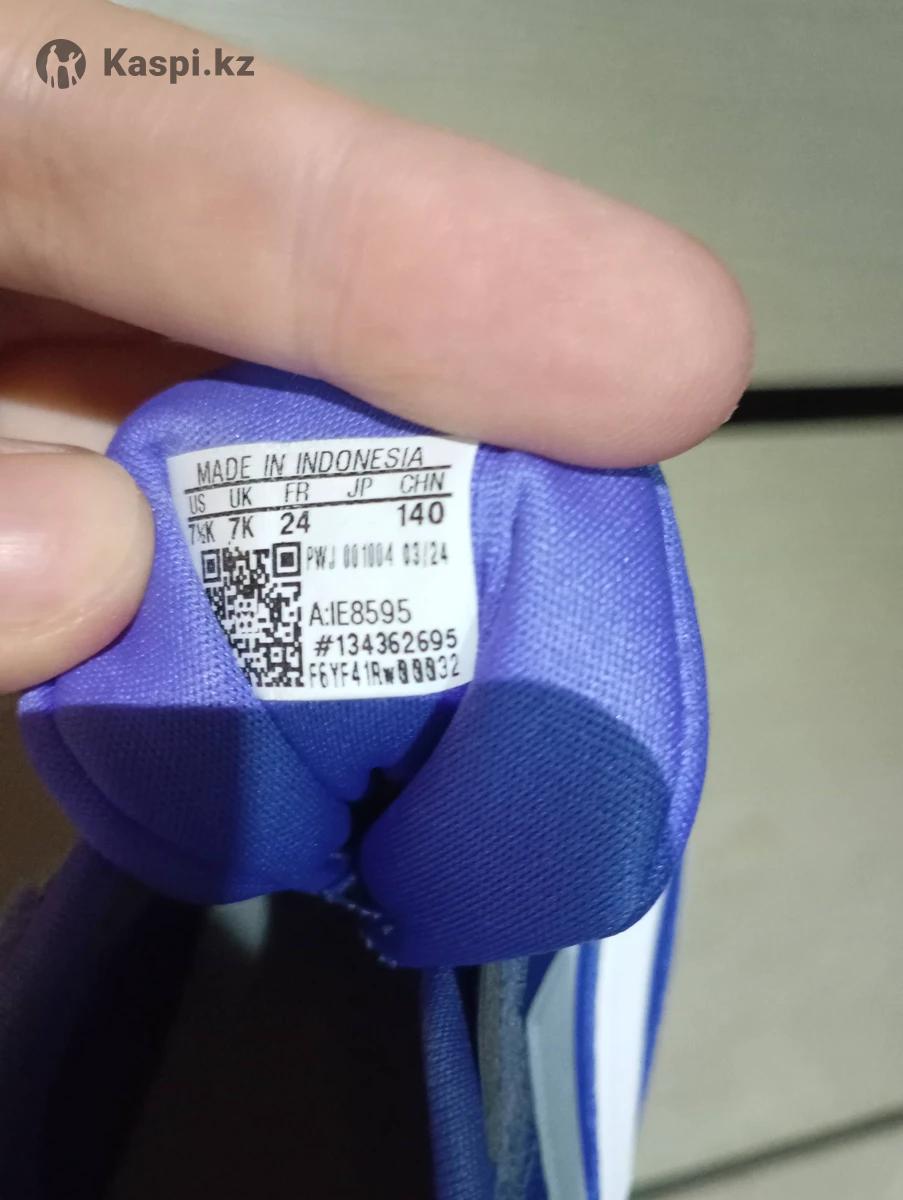 Kaspi.kz
MADE IN INDONESIA
US UK FR JP CHN
7½K 7K 24 140
PWJ 001004 03/24
A:IE8595
#134362695